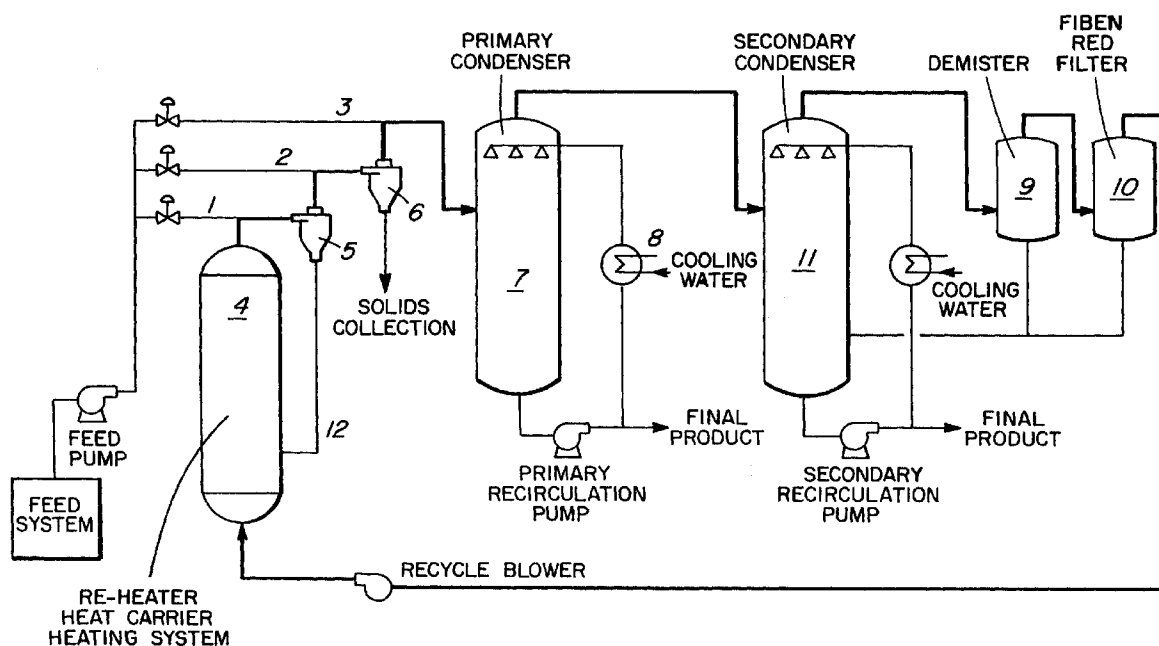 PRIMARY
CONDENSER
SECONDARY
CONDENSER
DEMISTER
FIBEN
RED
FILTER
3
2
1
6
5
4
7
8
COOLING
WATER
11
COOLING
WATER
9
10
SOLIDS
COLLECTION
12
FEED
PUMP
FEED
SYSTEM
FINAL
PRODUCT
PRIMARY
RECIRCULATION
PUMP
FINAL
PRODUCT
SECONDARY
RECIRCULATION
PUMP
RECYCLE BLOWER
RE-HEATER
HEAT CARRIER
HEATING SYSTEM